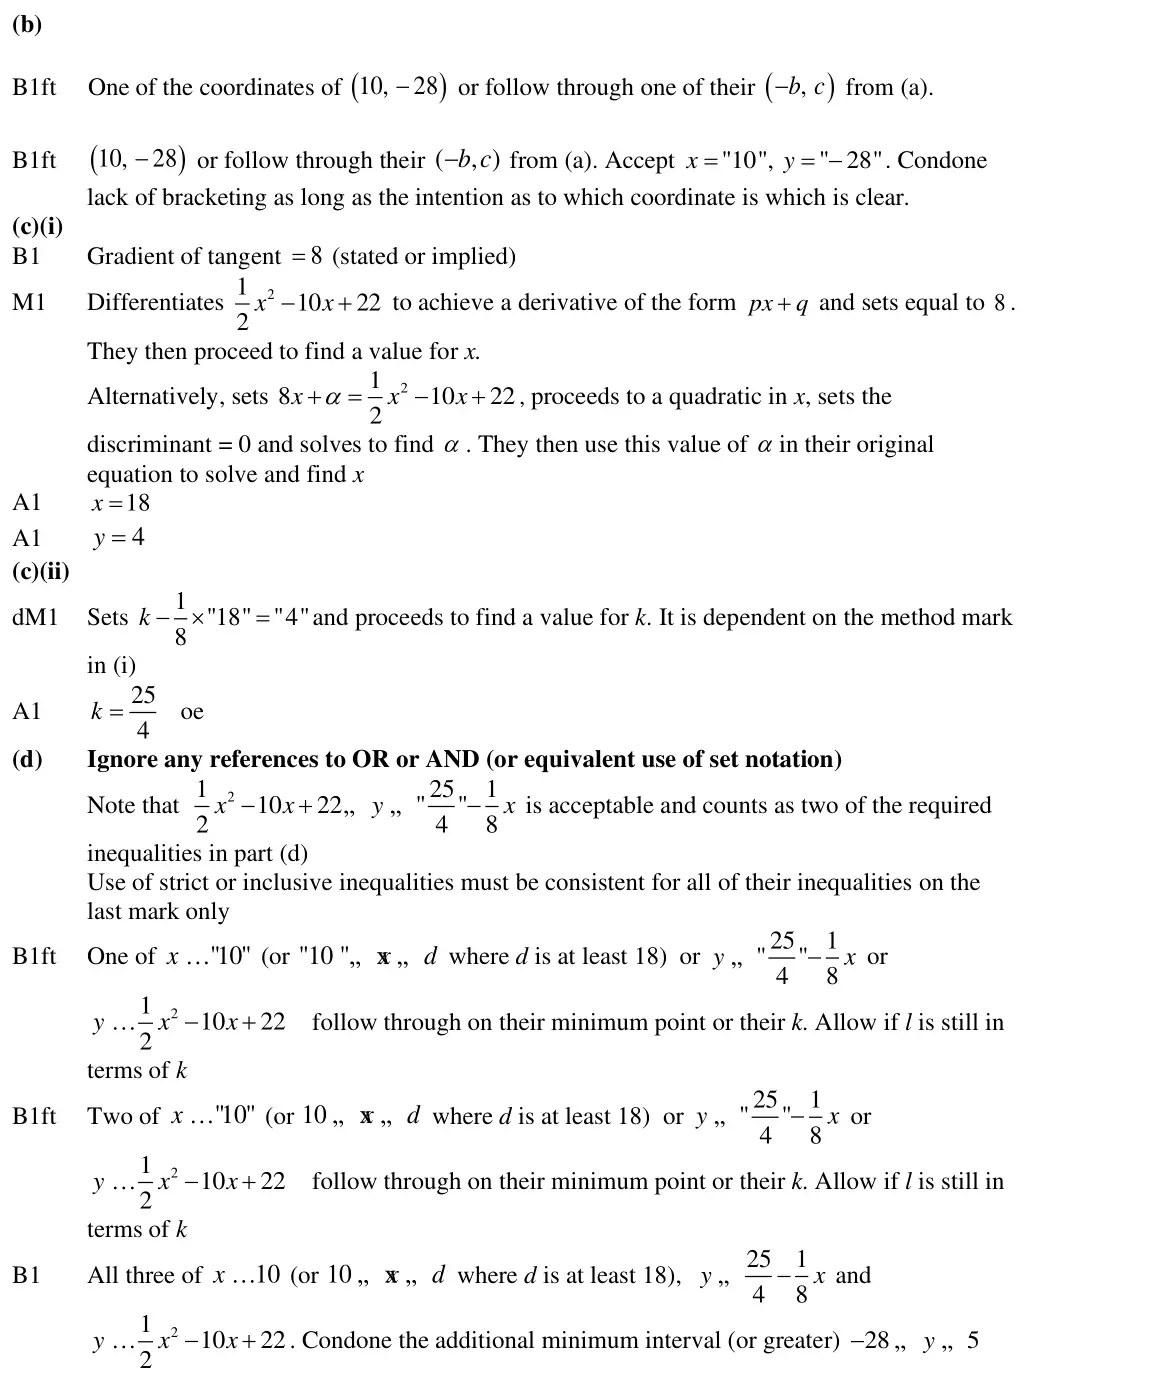 (b)
B1ft One of the coordinates of (10, −28) or follow through one of their (−b, c) from (a).
B1ft (10, −28) or follow through their (−b,c) from (a). Accept x="10", y="−28". Condone
lack of bracketing as long as the intention as to which coordinate is which is clear.
(c)(i)
B1 Gradient of tangent =8 (stated or implied)
M1 Differentiates 1/2 x² −10x+22 to achieve a derivative of the form px+q and sets equal to 8.
They then proceed to find a value for x.
Alternatively, sets 8x+α = 1/2 x² −10x+22, proceeds to a quadratic in x, sets the
discriminant = 0 and solves to find α. They then use this value of α in their original
equation to solve and find x
A1 x=18
A1 y=4
(c)(ii)
dM1 Sets k − 1/8 × "18" = "4" and proceeds to find a value for k. It is dependent on the method mark
in (i)
A1 k = 25/4 oe
(d) Ignore any references to OR or AND (or equivalent use of set notation)
Note that 1/2 x² −10x+22 ,, y ,, "25/4" − 1/8 x is acceptable and counts as two of the required
inequalities in part (d)
Use of strict or inclusive inequalities must be consistent for all of their inequalities on the
last mark only
B1ft One of x …"10" (or "10 ",, x ,, d where d is at least 18) or y ,, "25/4" − 1/8 x or
y … 1/2 x² −10x+22 follow through on their minimum point or their k. Allow if l is still in
terms of k
B1ft Two of x …"10" (or 10 ,, x ,, d where d is at least 18) or y ,, "25/4" − 1/8 x or
y … 1/2 x² −10x+22 follow through on their minimum point or their k. Allow if l is still in
terms of k
B1 All three of x …10 (or 10 ,, x ,, d where d is at least 18), y ,, 25/4 − 1/8 x and
y … 1/2 x² −10x+22. Condone the additional minimum interval (or greater) −28 ,, y ,, 5